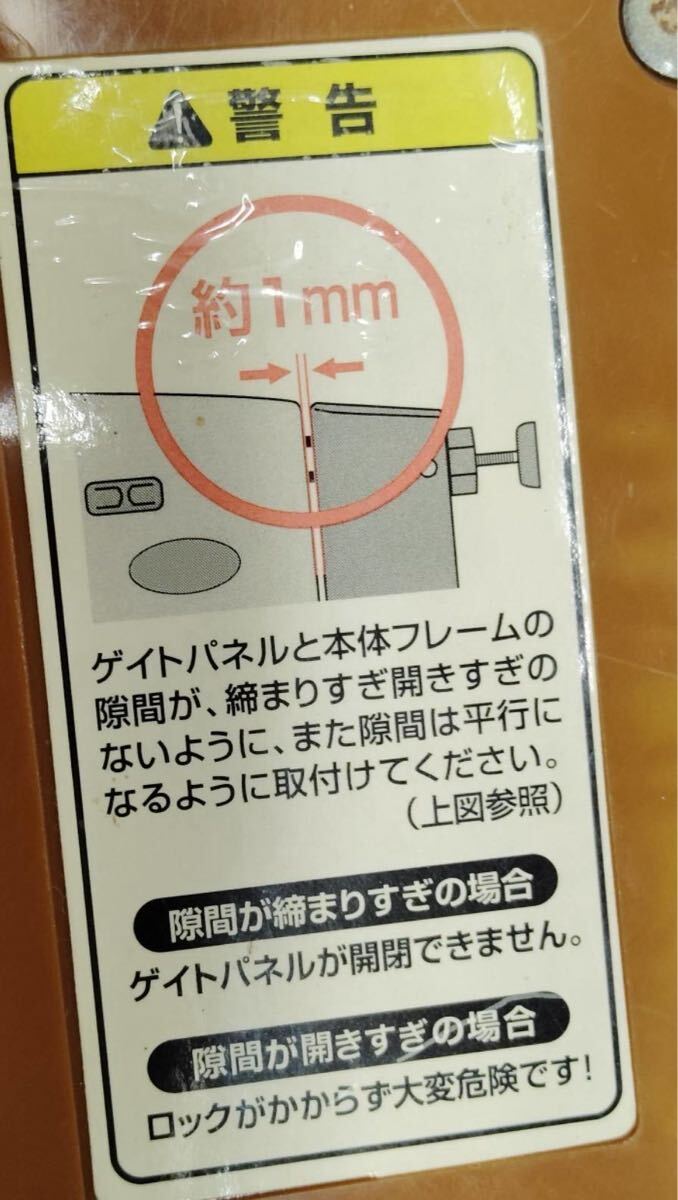 警告
約1mm
ゲイトパネルと本体フレームの
隙間が、締まりすぎ開きすぎの
ないように、また隙間は平行に
なるように取付けてください。
(上図参照)
隙間が締まりすぎの場合
ゲイトパネルが開閉できません。
隙間が開きすぎの場合
ロックがかからず大変危険です!